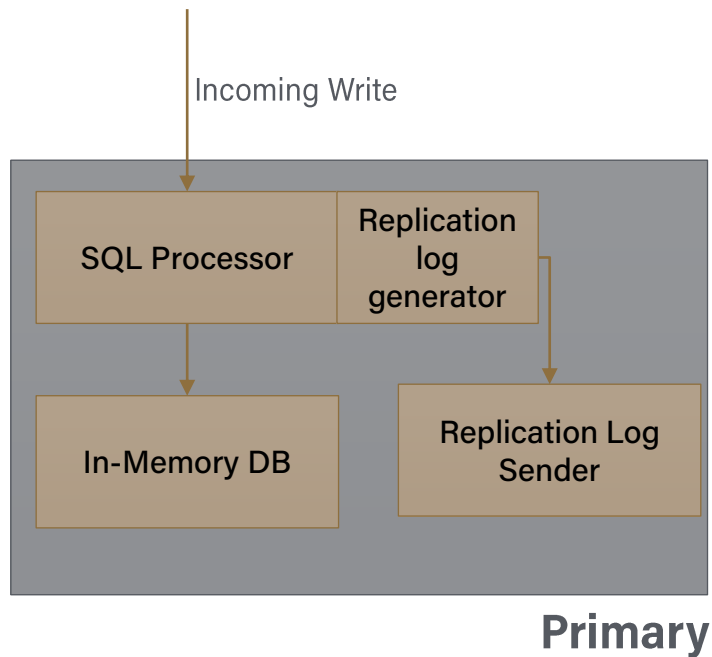 Incoming Write
SQL Processor
Replication
log
generator
In-Memory DB
Replication Log
Sender
Primary